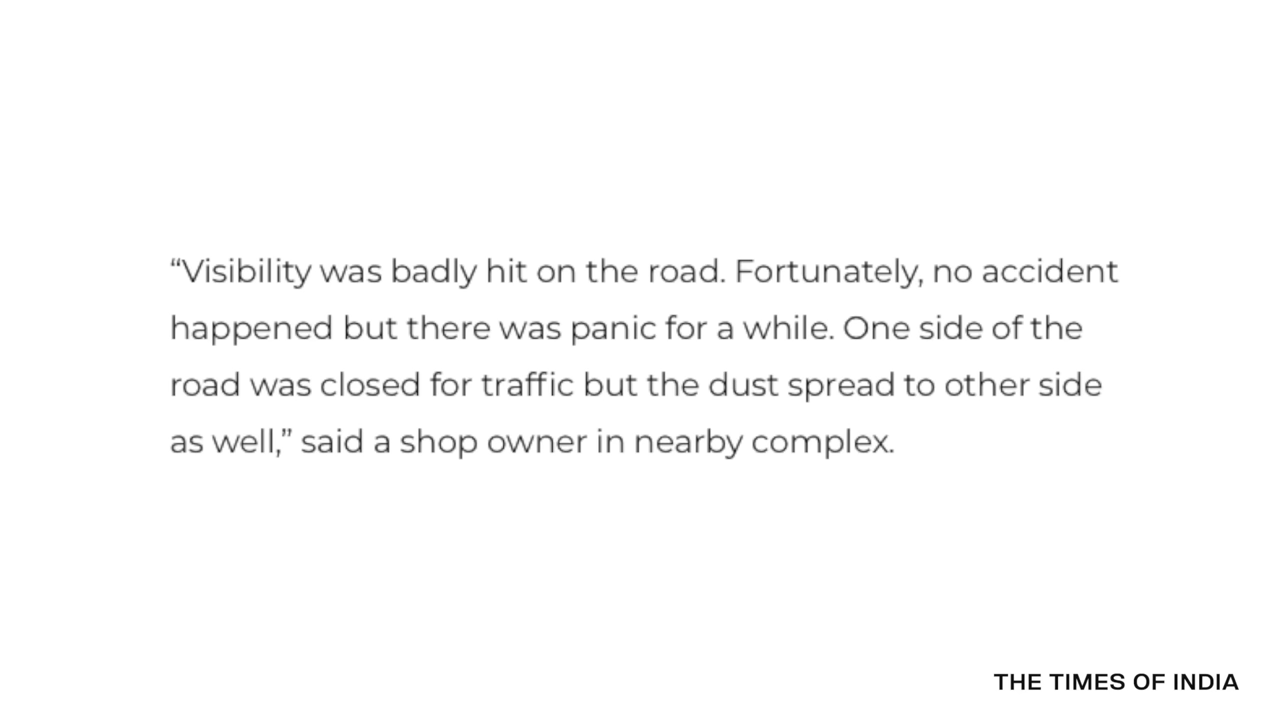 “Visibility was badly hit on the road. Fortunately, no accident
happened but there was panic for a while. One side of the
road was closed for traffic but the dust spread to other side
as well,” said a shop owner in nearby complex.
THE TIMES OF INDIA